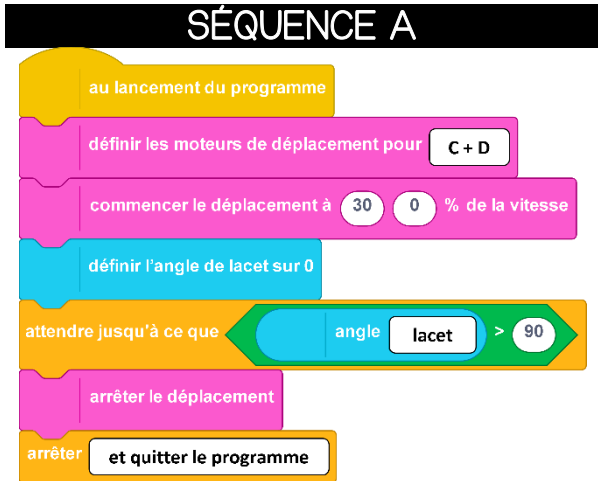 SÉQUENCE A
au lancement du programme
définir les moteurs de déplacement pour C + D
commencer le déplacement à 30 0 % de la vitesse
définir l'angle de lacet sur 0
attendre jusqu'à ce que angle lacet > 90
arrêter le déplacement
arrêter et quitter le programme